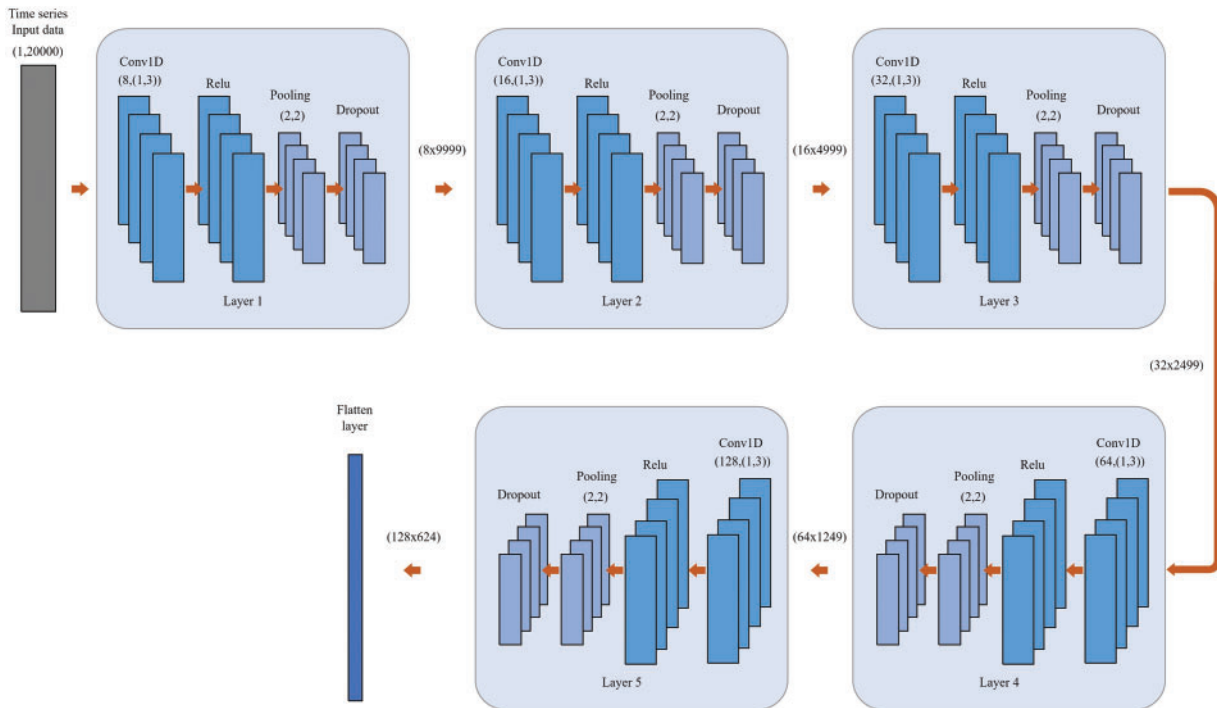 Time series
Input data
(1,20000)
Conv1D
(8,(1,3))
Relu
Pooling
(2,2)
Dropout
Layer 1
(8x9999)
Conv1D
(16,(1,3))
Relu
Pooling
(2,2)
Dropout
Layer 2
(16x4999)
Conv1D
(32,(1,3))
Relu
Pooling
(2,2)
Dropout
Layer 3
(32x2499)
Conv1D
(64,(1,3))
Relu
Pooling
(2,2)
Dropout
Layer 4
(64x1249)
Conv1D
(128,(1,3))
Relu
Pooling
(2,2)
Dropout
Layer 5
(128x624)
Flatten
layer